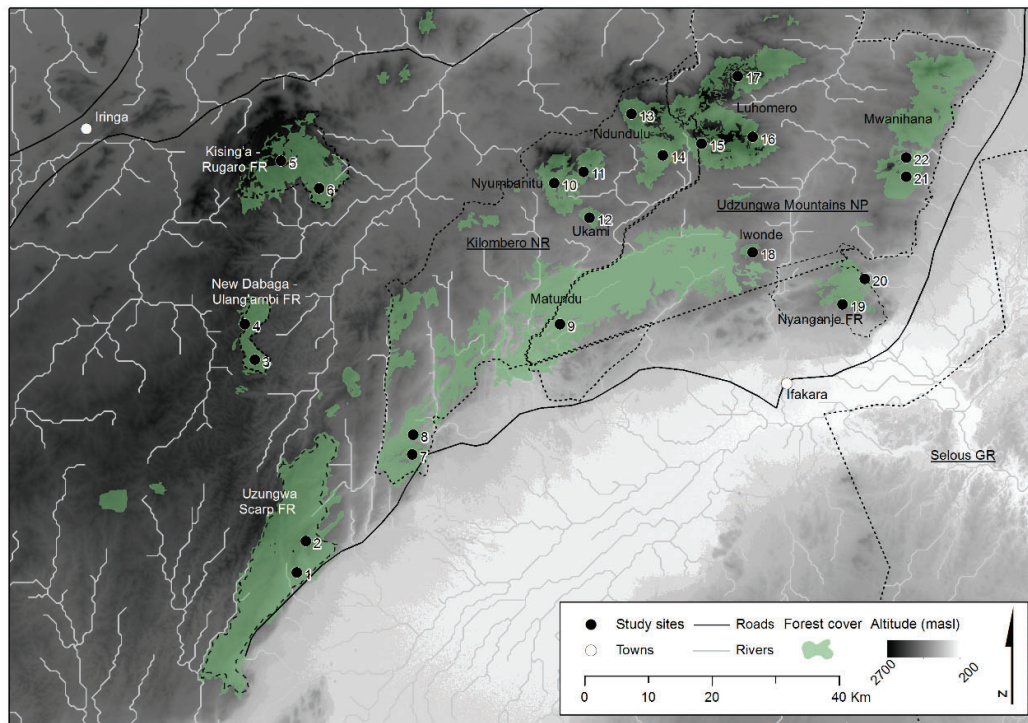 17
Iringa
Luhomero
13
Mwanihana
Ndundulu
16
15
Kising'a -
Rugaro FR
5
14
22
11
21
6
Nyumbanitu
10
Udzungwa Mountains NP
12
Ukami
Kilombero NR
Iwonde
18
New Dabaga -
Ulang'ambi FR
20
Matundu
19
4
9
Nyanganje FR
3
Ifakara
8
7
Selous GR
Uzungwa
Scarp FR
2
1
Study sites
Roads
Forest cover
Altitude (masl)
Towns
Rivers
2700
200
0 10 20 40 Km
N